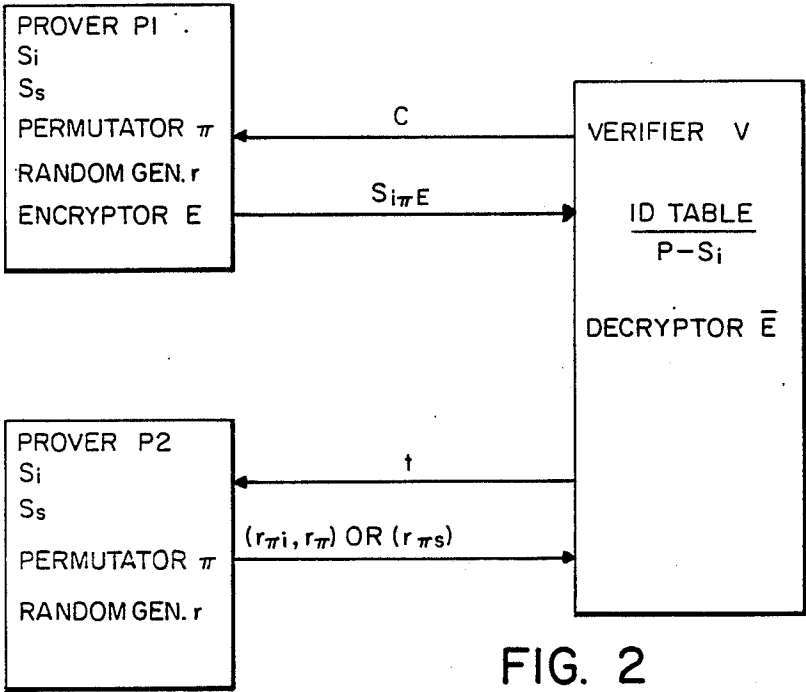 PROVER P1
Si
Ss
PERMUTATOR π
RANDOM GEN. r
ENCRYPTOR E
C
SiπE
VERIFIER V
ID TABLE
P-Si
DECRYPTOR E̅
PROVER P2
Si
Ss
PERMUTATOR π
RANDOM GEN. r
t
(rπi, rπ) OR (rπs)
FIG. 2